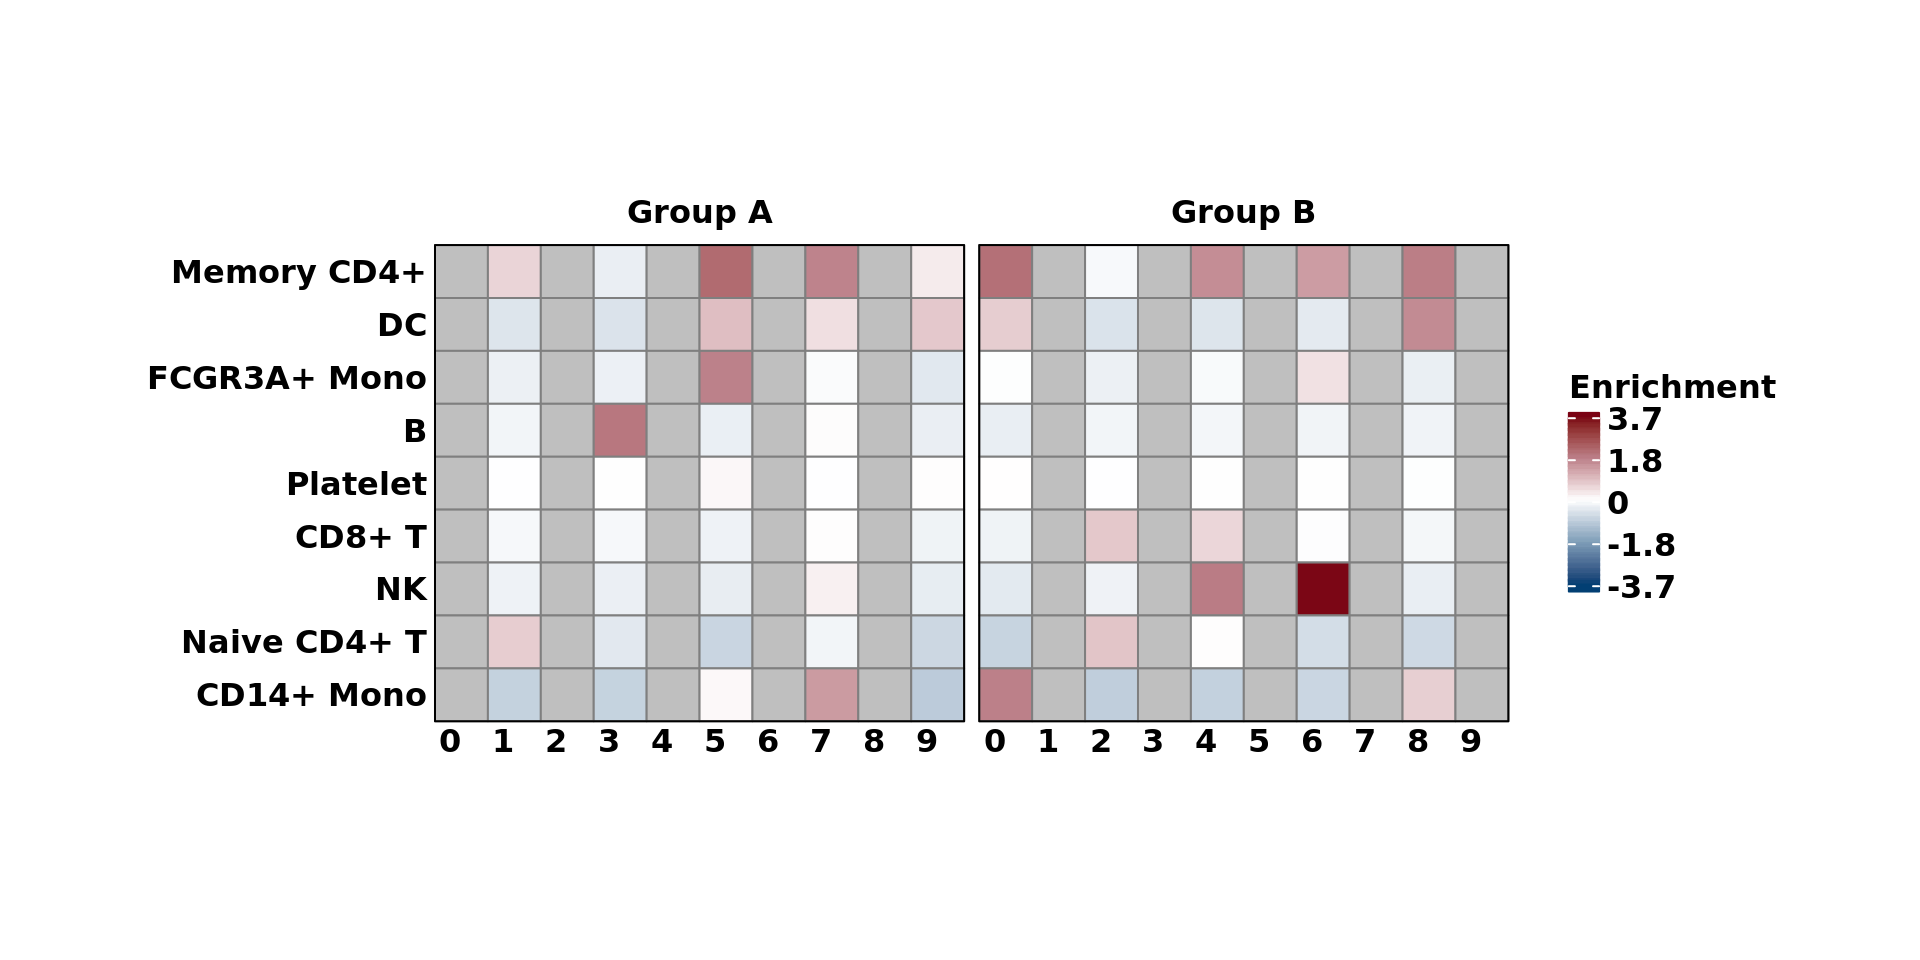 Group A
Group B
Memory CD4+
DC
FCGR3A+ Mono
B
Platelet
CD8+ T
NK
Naive CD4+ T
CD14+ Mono
0 1 2 3 4 5 6 7 8 9
0 1 2 3 4 5 6 7 8 9
Enrichment
3.7
1.8
0
-1.8
-3.7